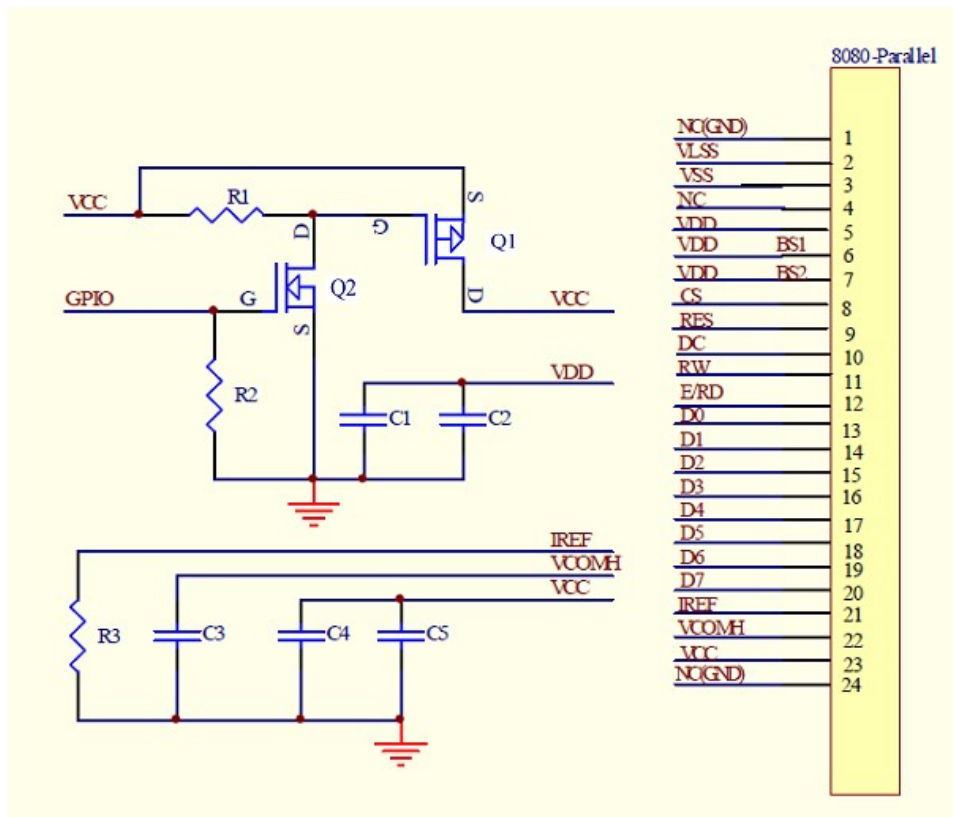 8080-Parallel
NC(GND) 1
VLSS 2
VSS 3
NC 4
VDD 5
VDD BS1 6
VDD BS2 7
CS 8
RES 9
DC 10
RW 11
E/RD 12
D0 13
D1 14
D2 15
D3 16
D4 17
D5 18
D6 19
D7 20
IREF 21
VCOMH 22
VCC 23
NC(GND) 24
VCC
R1
D
G
S
Q1
D
VCC
GPIO
G
Q2
S
R2
VDD
C1
C2
IREF
VCOMH
VCC
R3
C3
C4
C5